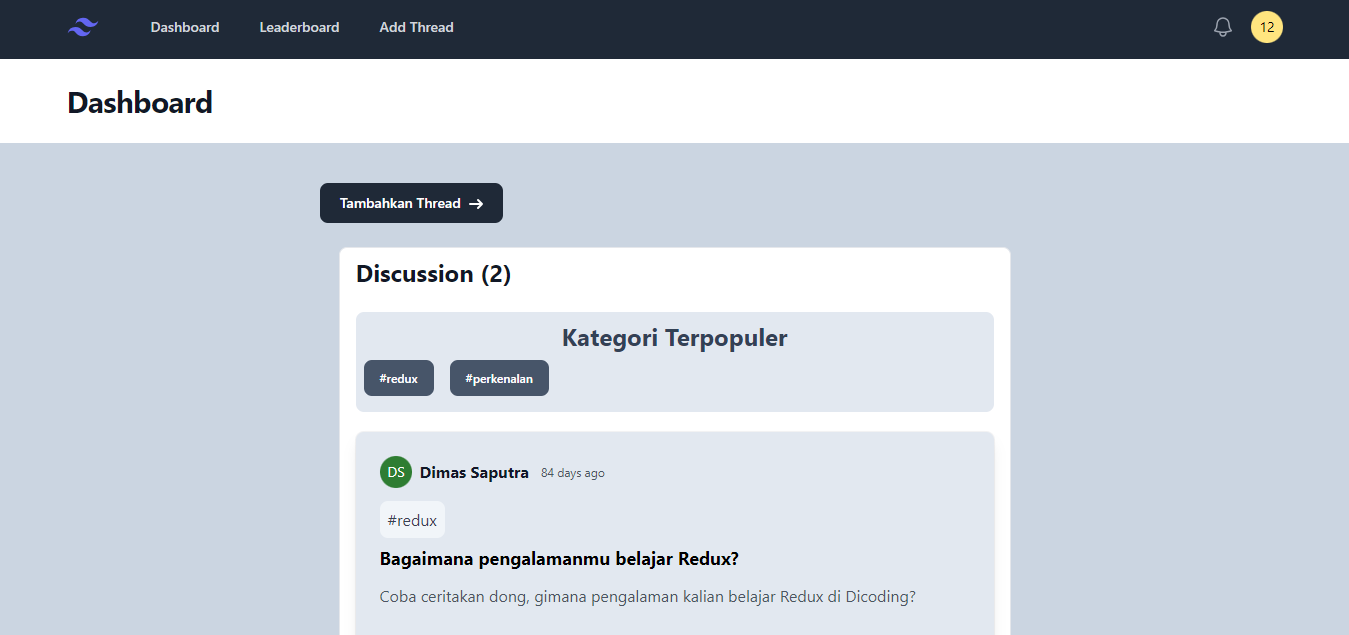 Dashboard Leaderboard Add Thread 12
Dashboard
Tambahkan Thread
Discussion (2)
Kategori Terpopuler
#redux #perkenalan
DS Dimas Saputra 84 days ago
#redux
Bagaimana pengalamanmu belajar Redux?
Coba ceritakan dong, gimana pengalaman kalian belajar Redux di Dicoding?